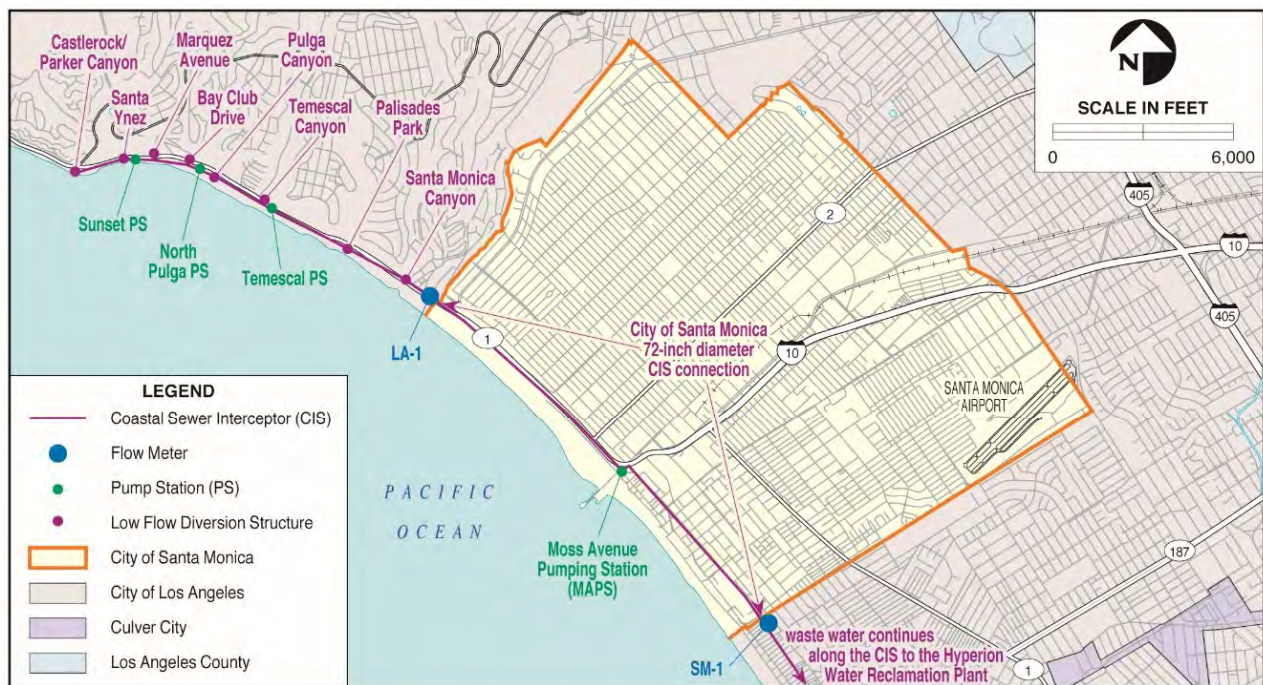 Castlerock/
Parker Canyon
Marquez
Avenue
Pulga
Canyon
Santa
Ynez
Bay Club
Drive
Temescal
Canyon
Palisades
Park
Santa Monica
Canyon
Sunset PS
North
Pulga PS
Temescal PS
LA-1
1
2
City of Santa Monica
72-inch diameter
CIS connection
10
SANTA MONICA
AIRPORT
N
SCALE IN FEET
0 6,000
405
10
405
187
1
PACIFIC
OCEAN
Moss Avenue
Pumping Station
(MAPS)
SM-1
waste water continues
along the CIS to the Hyperion
Water Reclamation Plant
LEGEND
Coastal Sewer Interceptor (CIS)
Flow Meter
Pump Station (PS)
Low Flow Diversion Structure
City of Santa Monica
City of Los Angeles
Culver City
Los Angeles County